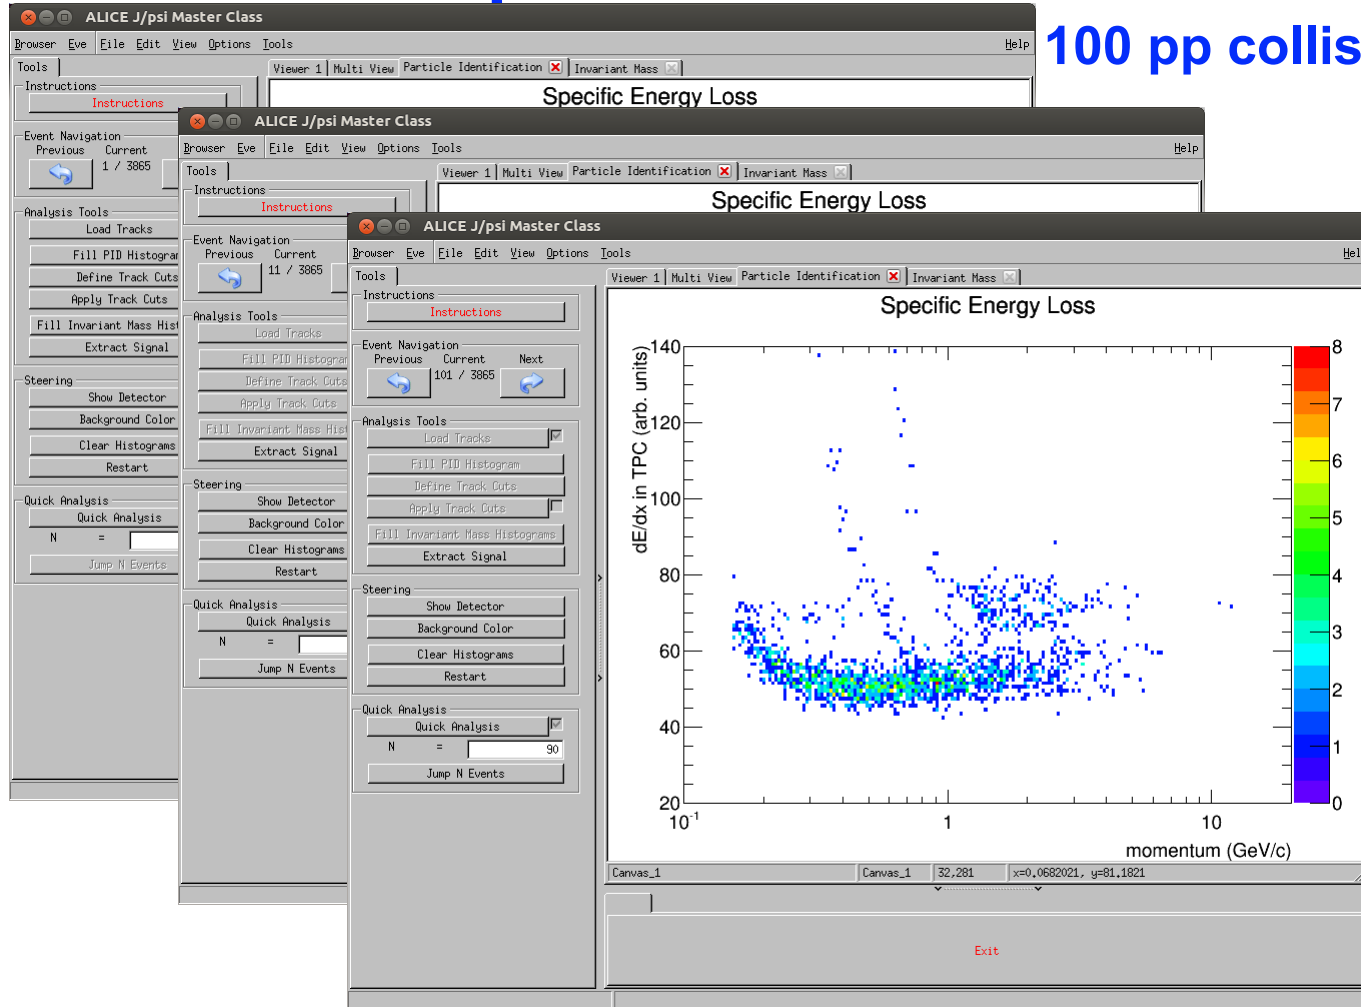 100 pp collis
ALICE J/psi Master Class
Browser Eve File Edit View Options Tools Help
Tools
Viewer 1 Multi View Particle Identification Invariant Mass
Instructions
Instructions
Specific Energy Loss
Event Navigation
Previous Current
1 / 3865
Analysis Tools
Load Tracks
Fill PID Histogram
Define Track Cuts
Apply Track Cuts
Fill Invariant Mass Hist
Extract Signal
Steering
Show Detector
Background Color
Clear Histograms
Restart
Quick Analysis
Quick Analysis
N =
Jump N Events
ALICE J/psi Master Class
Browser Eve File Edit View Options Tools Help
Tools
Viewer 1 Multi View Particle Identification Invariant Mass
Instructions
Instructions
Specific Energy Loss
Event Navigation
Previous Current
11 / 3865
Analysis Tools
Load Tracks
Fill PID Histogram
Define Track Cuts
Apply Track Cuts
Fill Invariant Mass Hist
Extract Signal
Steering
Show Detector
Background Color
Clear Histograms
Restart
Quick Analysis
Quick Analysis
N =
Jump N Events
ALICE J/psi Master Class
Browser Eve File Edit View Options Tools Hel
Tools
Viewer 1 Multi View Particle Identification Invariant Mass
Instructions
Instructions
Event Navigation
Previous Current Next
101 / 3865
Analysis Tools
Load Tracks
Fill PID Histogram
Define Track Cuts
Apply Track Cuts
Fill Invariant Mass Histograms
Extract Signal
Steering
Show Detector
Background Color
Clear Histograms
Restart
Quick Analysis
Quick Analysis
N = 90
Jump N Events
Specific Energy Loss
dE/dx in TPC (arb. units)
140
120
100
80
60
40
20
10-1 1 10
momentum (GeV/c)
8
7
6
5
4
3
2
1
0
Canvas_1 Canvas_1 32,281 x=0.0682021, y=81.1821
Exit